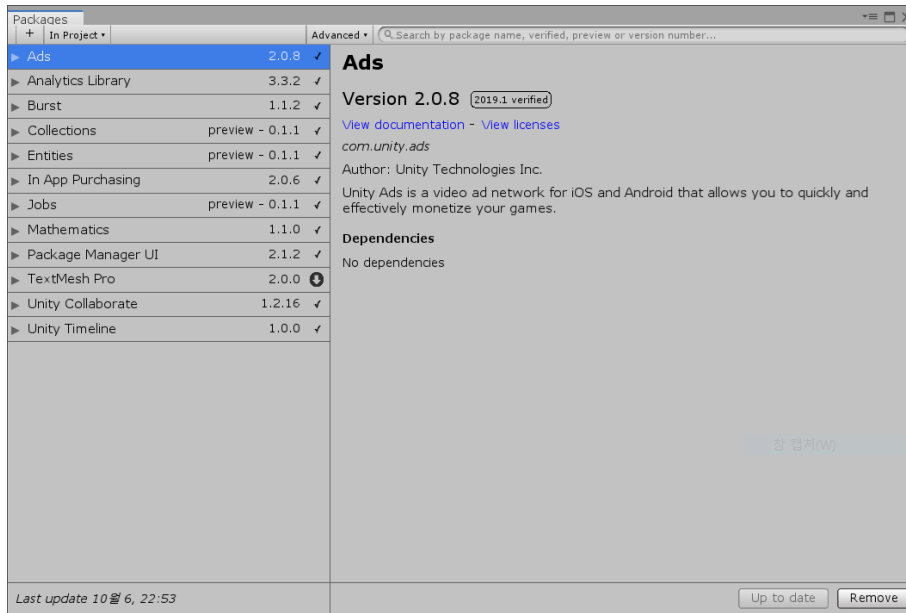 Packages
+ In Project
Advanced
Search by package name, verified, preview or version number...
Ads 2.0.8
Analytics Library 3.3.2
Burst 1.1.2
Collections preview - 0.1.1
Entities preview - 0.1.1
In App Purchasing 2.0.6
Jobs preview - 0.1.1
Mathematics 1.1.0
Package Manager UI 2.1.2
TextMesh Pro 2.0.0
Unity Collaborate 1.2.16
Unity Timeline 1.0.0
Last update 10월 6, 22:53
Ads
Version 2.0.8 2019.1 verified
View documentation - View licenses
com.unity.ads
Author: Unity Technologies Inc.
Unity Ads is a video ad network for iOS and Android that allows you to quickly and
effectively monetize your games.
Dependencies
No dependencies
창 캡처(W)
Up to date Remove